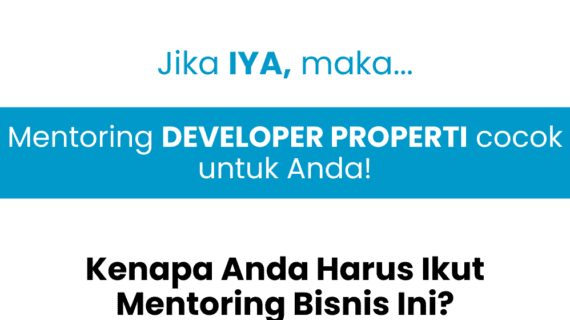 Jika IYA, maka...
Mentoring DEVELOPER PROPERTI cocok
untuk Anda!
Kenapa Anda Harus Ikut
Mentoring Bisnis Ini?